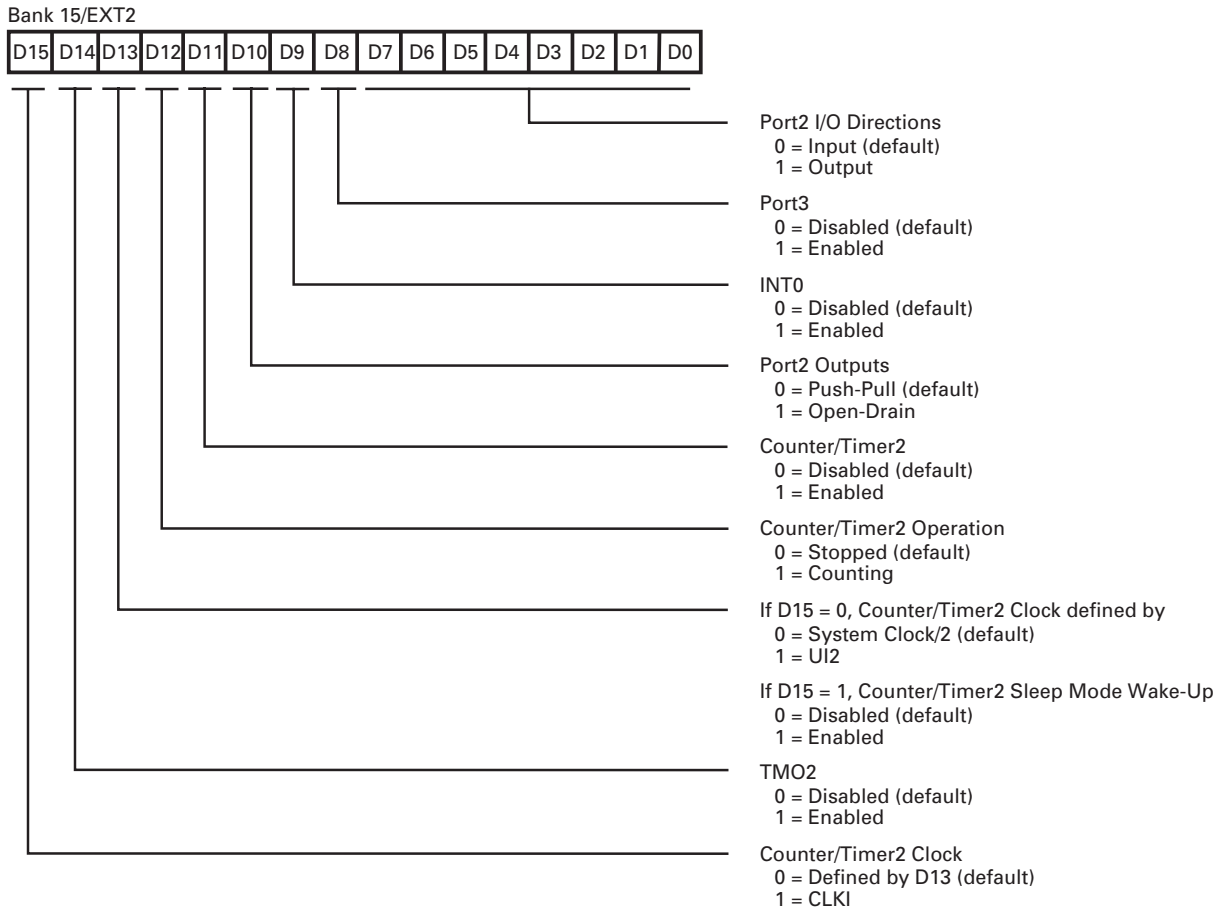 Bank 15/EXT2
D15 D14 D13 D12 D11 D10 D9 D8 D7 D6 D5 D4 D3 D2 D1 D0
Port2 I/O Directions
0 = Input (default)
1 = Output
Port3
0 = Disabled (default)
1 = Enabled
INT0
0 = Disabled (default)
1 = Enabled
Port2 Outputs
0 = Push-Pull (default)
1 = Open-Drain
Counter/Timer2
0 = Disabled (default)
1 = Enabled
Counter/Timer2 Operation
0 = Stopped (default)
1 = Counting
If D15 = 0, Counter/Timer2 Clock defined by
0 = System Clock/2 (default)
1 = UI2
If D15 = 1, Counter/Timer2 Sleep Mode Wake-Up
0 = Disabled (default)
1 = Enabled
TMO2
0 = Disabled (default)
1 = Enabled
Counter/Timer2 Clock
0 = Defined by D13 (default)
1 = CLKI